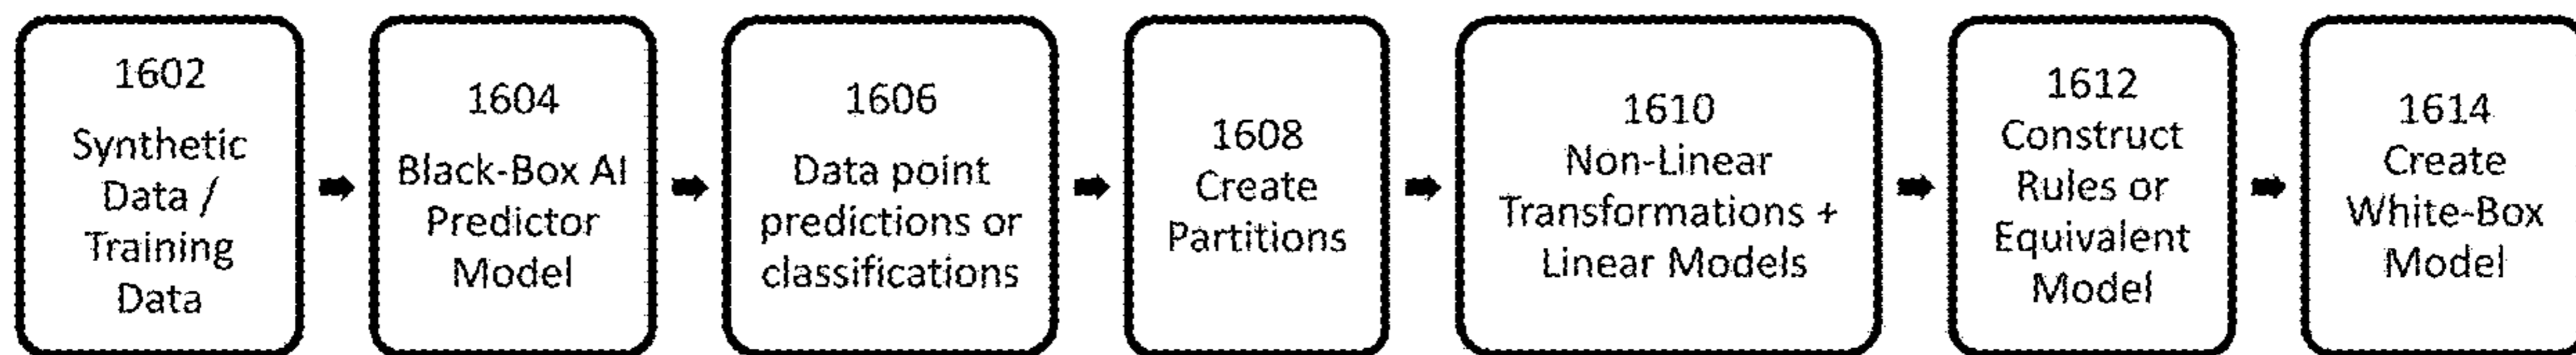 1602
Synthetic
Data /
Training
Data
1604
Black-Box AI
Predictor
Model
1606
Data point
predictions or
classifications
1608
Create
Partitions
1610
Non-Linear
Transformations +
Linear Models
1612
Construct
Rules or
Equivalent
Model
1614
Create
White-Box
Model